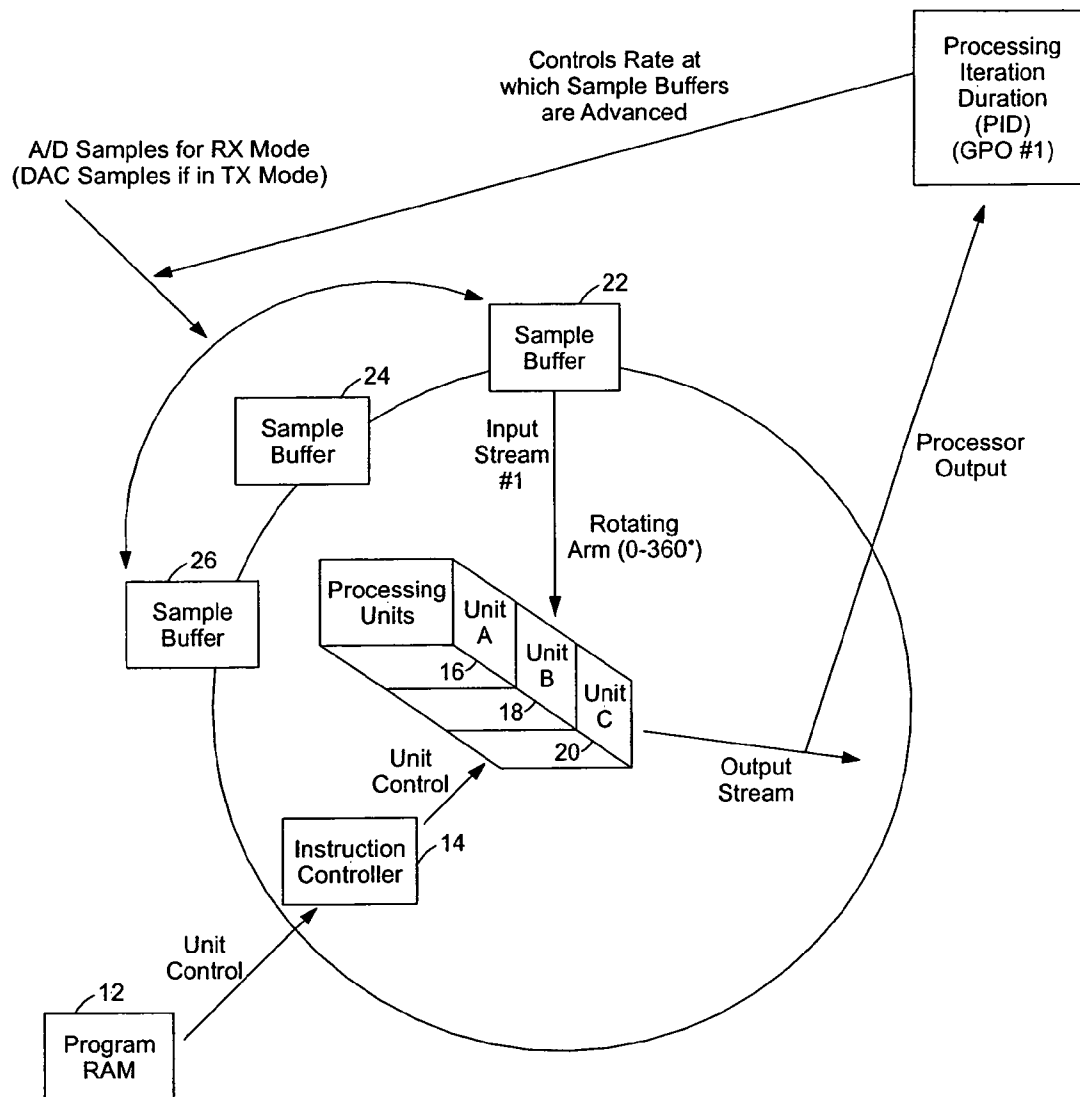 Processing
Iteration
Duration
(PID)
(GPO #1)
Controls Rate at
which Sample Buffers
are Advanced
A/D Samples for RX Mode
(DAC Samples if in TX Mode)
22
Sample
Buffer
24
Sample
Buffer
Input
Stream
#1
Processor
Output
Rotating
Arm (0-360°)
26
Sample
Buffer
Processing
Units
Unit
A
Unit
B
Unit
C
16
18
20
Unit
Control
Output
Stream
Instruction
Controller
14
Unit
Control
12
Program
RAM